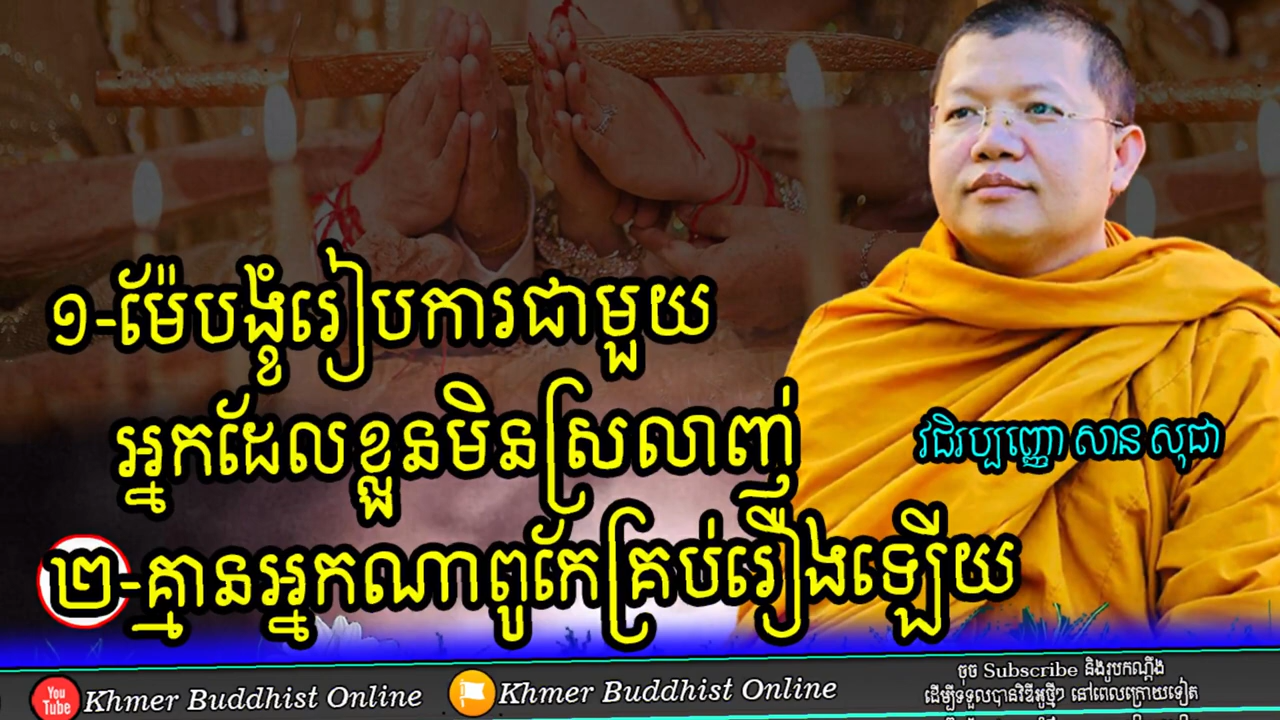 ១-ម៉ែបង្ខំរៀបការជាមួយ
អ្នកដែលខ្លួនមិនស្រលាញ់
២-គ្មានអ្នកណាពូកែគ្រប់រឿងឡើយ
វជិរប្បញ្ញោ សាន សុជា
You Tube Khmer Buddhist Online
Khmer Buddhist Online
ចុច Subscribe និងរូបកណ្ដឹង
ដើម្បីទទួលបានវីឌីអូថ្មីៗ នៅពេលក្រោយទៀត